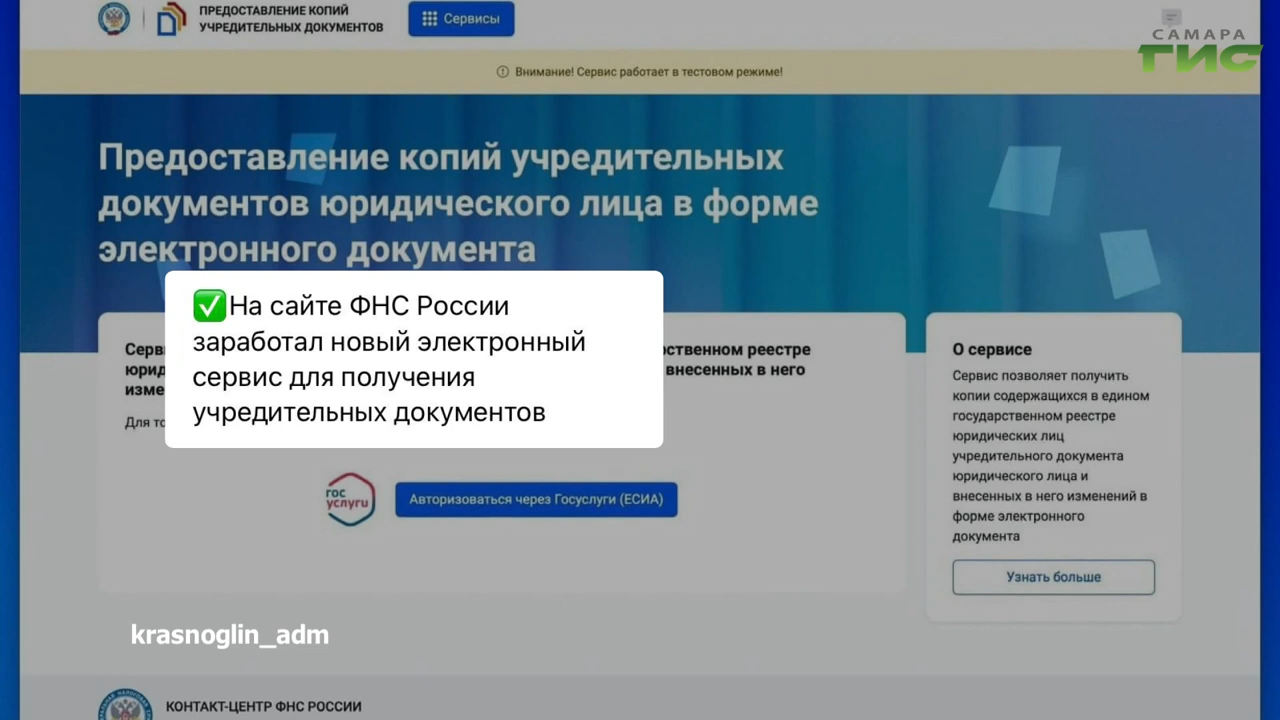 ПРЕДОСТАВЛЕНИЕ КОПИЙ
УЧРЕДИТЕЛЬНЫХ ДОКУМЕНТОВ
Сервисы
САМАРА
ГИС
Внимание! Сервис работает в тестовом режиме!
Предоставление копий учредительных
документов юридического лица в форме
электронного документа
✅На сайте ФНС России
заработал новый электронный
сервис для получения
учредительных документов
реестре
внесенных в него
Для
гос
услуги
Авторизоваться через Госуслуги (ЕСИА)
О сервисе
Сервис позволяет получить
копии содержащихся в едином
государственном реестре
юридических лиц
учредительного документа
юридического лица и
внесенных в него изменений в
форме электронного
документа
Узнать больше
krasnoglin_adm
КОНТАКТ-ЦЕНТР ФНС РОССИИ